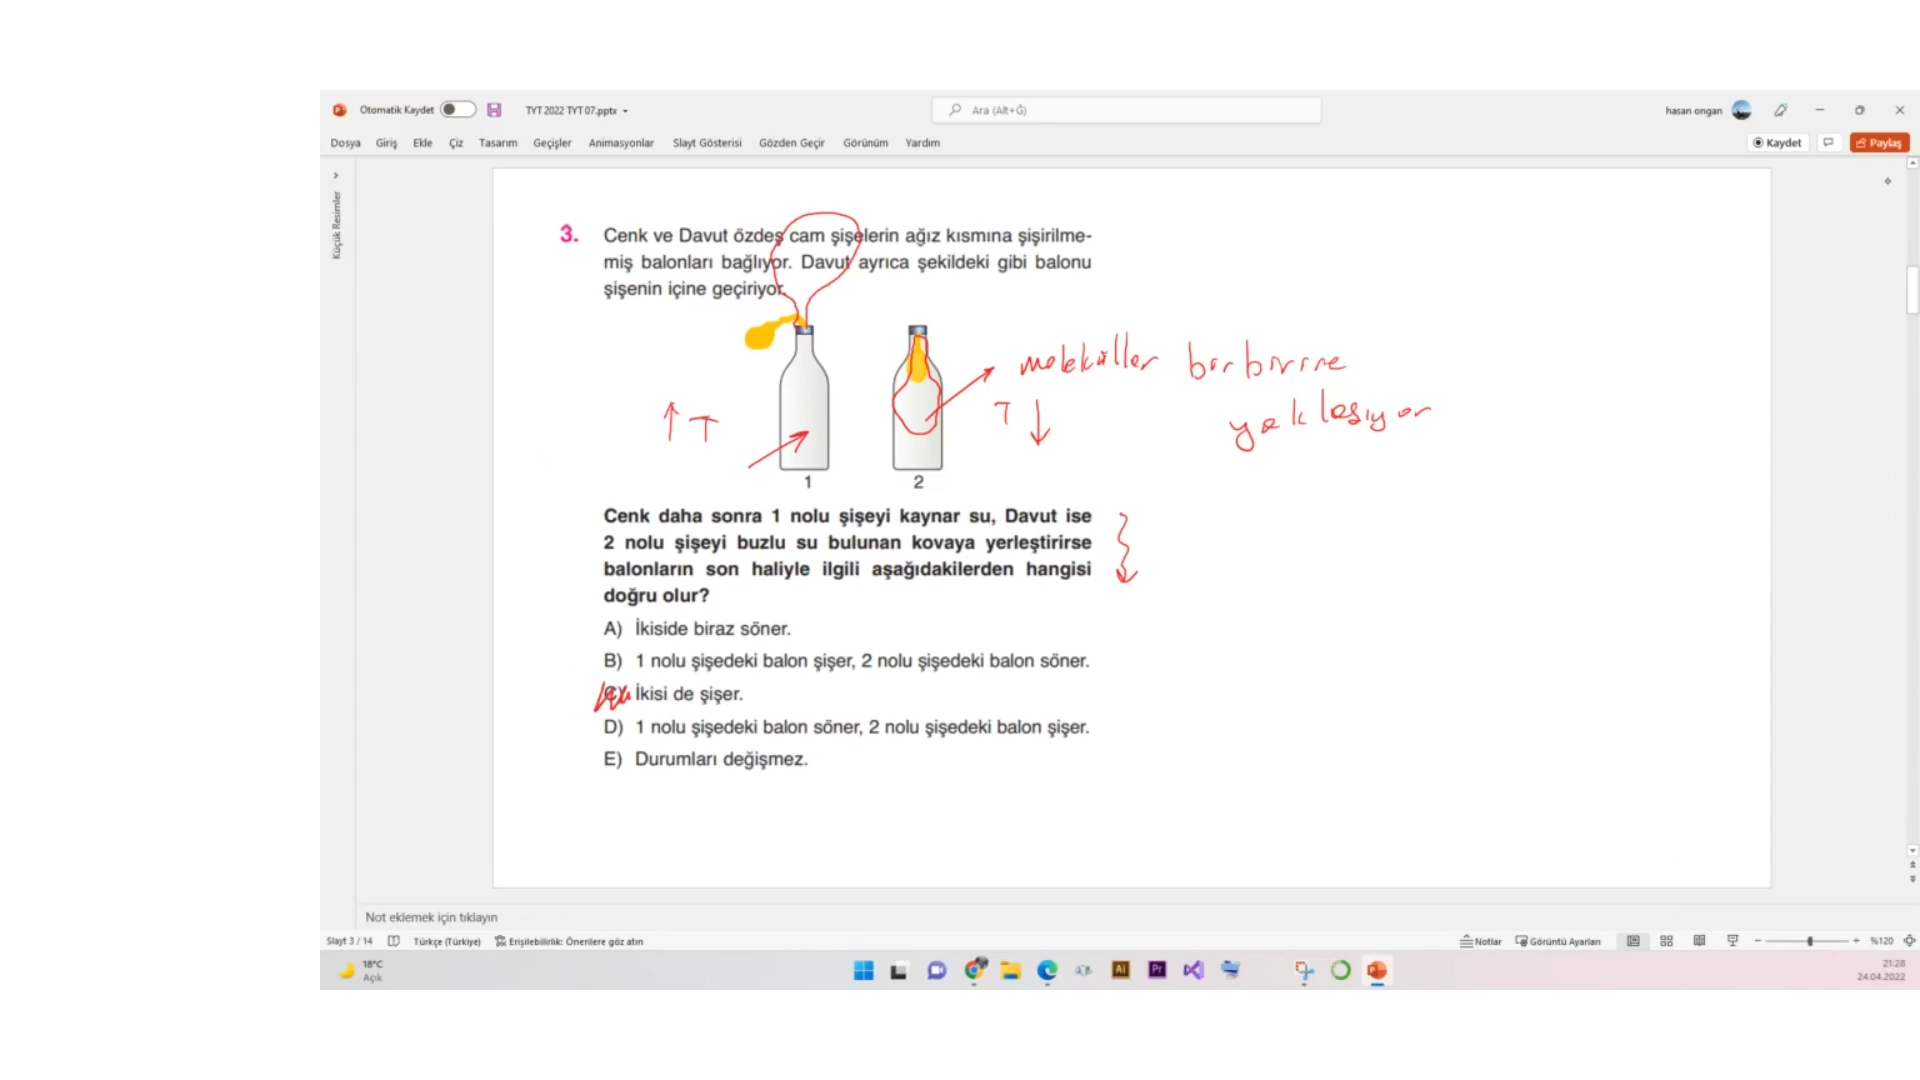 Otomatik Kaydet
TYT 2022 TYT 07.pptx
Ara (Alt+Ğ)
hasan ongan
Dosya Giriş Ekle Çiz Tasarım Geçişler Animasyonlar Slayt Gösterisi Gözden Geçir Görünüm Yardım
Kaydet
Paylaş
Küçük Resimler
3. Cenk ve Davut özdeş cam şişelerin ağız kısmına şişirilme-
miş balonları bağlıyor. Davut ayrıca şekildeki gibi balonu
şişenin içine geçiriyor.
moleküller birbirine
yaklaşıyor
↑ T
T ↓
1
2
Cenk daha sonra 1 nolu şişeyi kaynar su, Davut ise
2 nolu şişeyi buzlu su bulunan kovaya yerleştirirse
balonların son haliyle ilgili aşağıdakilerden hangisi
doğru olur?
A) İkiside biraz söner.
B) 1 nolu şişedeki balon şişer, 2 nolu şişedeki balon söner.
C) İkisi de şişer.
D) 1 nolu şişedeki balon söner, 2 nolu şişedeki balon şişer.
E) Durumları değişmez.
Not eklemek için tıklayın
Slayt 3 / 14
Türkçe (Türkiye)
Erişilebilirlik: Önerilere göz atın
Notlar
Görüntü Ayarları
%120
18°C
Açık
Ai
Pr
21:28
24.04.2022